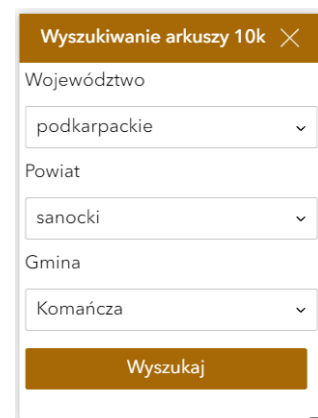 Wyszukiwanie arkuszy 10k
Województwo
podkarpackie
Powiat
sanocki
Gmina
Komańcza
Wyszukaj